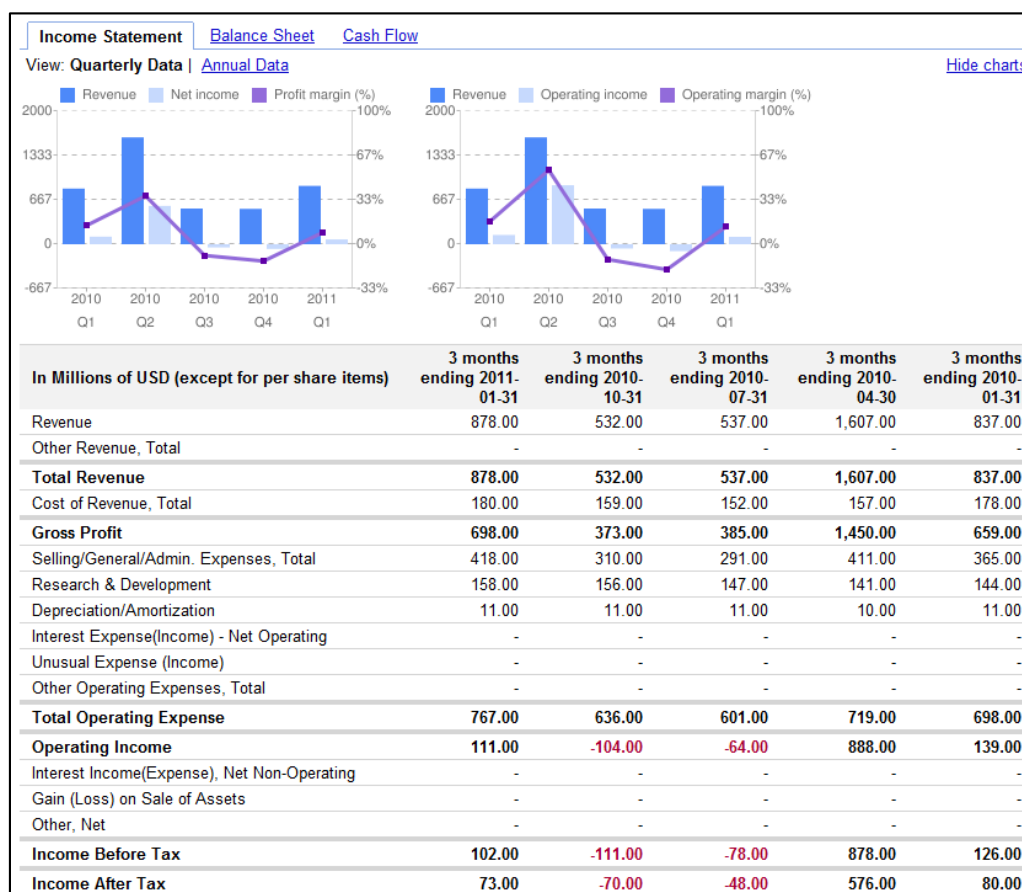 Income Statement Balance Sheet Cash Flow
View: Quarterly Data | Annual Data Hide charts
Revenue Net income Profit margin (%)
2000 100%
1333 67%
667 33%
0 0%
-667 -33%
2010 2010 2010 2010 2011
Q1 Q2 Q3 Q4 Q1
Revenue Operating income Operating margin (%)
2000 100%
1333 67%
667 33%
0 0%
-667 -33%
2010 2010 2010 2010 2011
Q1 Q2 Q3 Q4 Q1
In Millions of USD (except for per share items) 3 months ending 2011-01-31 3 months ending 2010-10-31 3 months ending 2010-07-31 3 months ending 2010-04-30 3 months ending 2010-01-31
Revenue 878.00 532.00 537.00 1,607.00 837.00
Other Revenue, Total - - - - -
Total Revenue 878.00 532.00 537.00 1,607.00 837.00
Cost of Revenue, Total 180.00 159.00 152.00 157.00 178.00
Gross Profit 698.00 373.00 385.00 1,450.00 659.00
Selling/General/Admin. Expenses, Total 418.00 310.00 291.00 411.00 365.00
Research & Development 158.00 156.00 147.00 141.00 144.00
Depreciation/Amortization 11.00 11.00 11.00 10.00 11.00
Interest Expense(Income) - Net Operating - - - - -
Unusual Expense (Income) - - - - -
Other Operating Expenses, Total - - - - -
Total Operating Expense 767.00 636.00 601.00 719.00 698.00
Operating Income 111.00 -104.00 -64.00 888.00 139.00
Interest Income(Expense), Net Non-Operating - - - - -
Gain (Loss) on Sale of Assets - - - - -
Other, Net - - - - -
Income Before Tax 102.00 -111.00 -78.00 878.00 126.00
Income After Tax 73.00 -70.00 -48.00 576.00 80.00